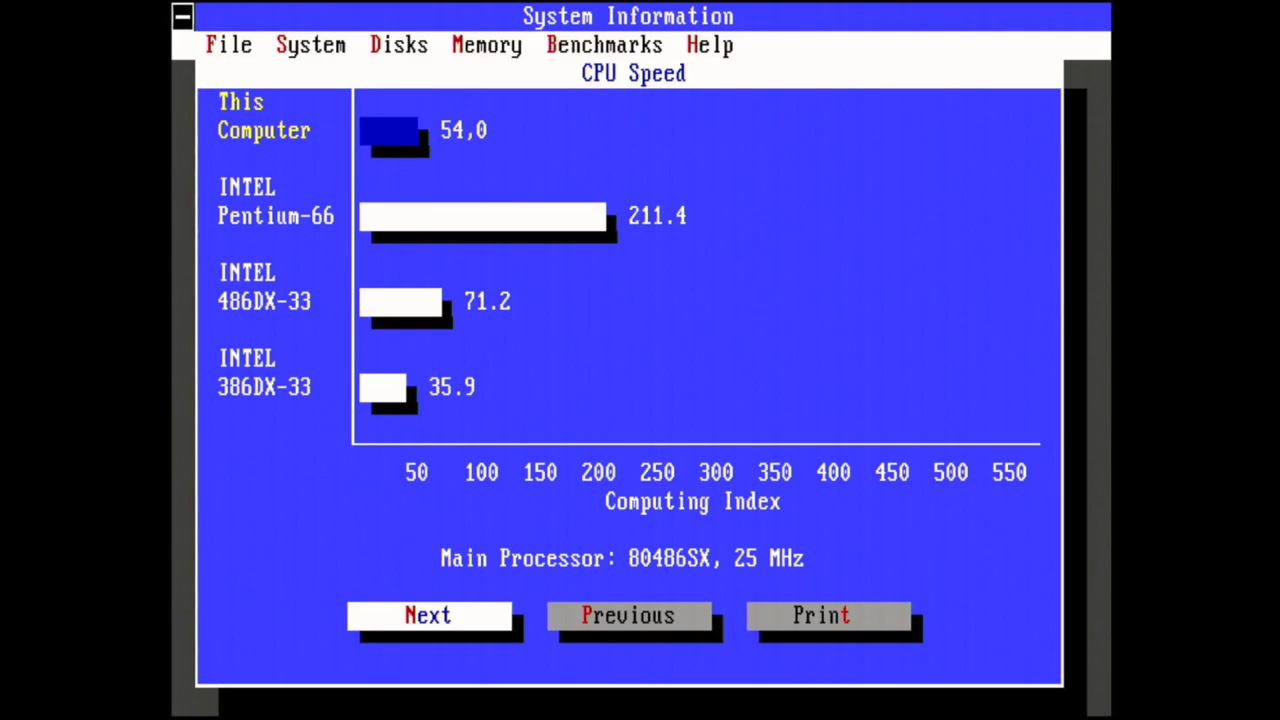 System Information
File System Disks Memory Benchmarks Help
CPU Speed
This
Computer 54,0
INTEL
Pentium-66 211.4
INTEL
486DX-33 71.2
INTEL
386DX-33 35.9
50 100 150 200 250 300 350 400 450 500 550
Computing Index
Main Processor: 80486SX, 25 MHz
Next Previous Print